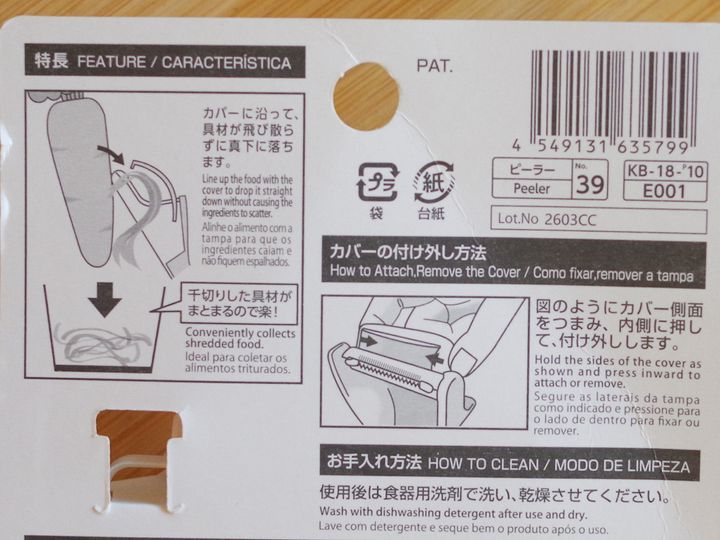 特長 FEATURE / CARACTERÍSTICA
カバーに沿って、
具材が飛び散ら
ずに真下に落ち
ます。
Line up the food with the
cover to drop it straight
down without causing the
ingredients to scatter.
Alinhe o alimento com a
tampa para que os
ingredientes caiam e
não fiquem espalhados.
千切りした具材が
まとまるので楽!
Conveniently collects
shredded food.
Ideal para coletar os
alimentos triturados.
PAT.
4 549131 635799
プラ
袋
紙
台紙
ピーラー
Peeler
No.
39
KB-18-P'10
E001
Lot.No 2603CC
カバーの付け外し方法
How to Attach,Remove the Cover / Como fixar,remover a tampa
図のようにカバー側面
をつまみ、内側に押し
て、付け外しします。
Hold the sides of the cover as
shown and press inward to
attach or remove.
Segure as laterais da tampa
como indicado e pressione para
o lado de dentro para fixar ou
remover.
お手入れ方法 HOW TO CLEAN / MODO DE LIMPEZA
使用後は食器用洗剤で洗い、乾燥させてください。
Wash with dishwashing detergent after use and dry.
Lave com detergente e seque bem o produto após o uso.